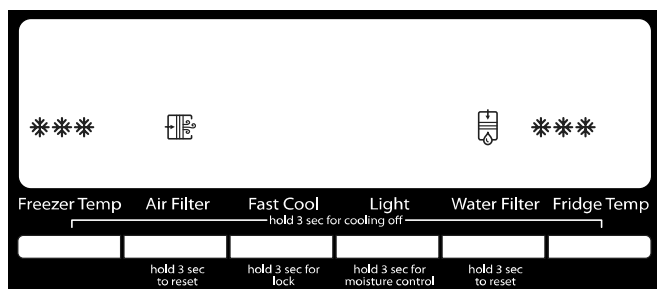 Freezer Temp Air Filter Fast Cool Light Water Filter Fridge Temp
hold 3 sec for cooling off
hold 3 sec
to reset
hold 3 sec for
lock
hold 3 sec for
moisture control
hold 3 sec
to reset